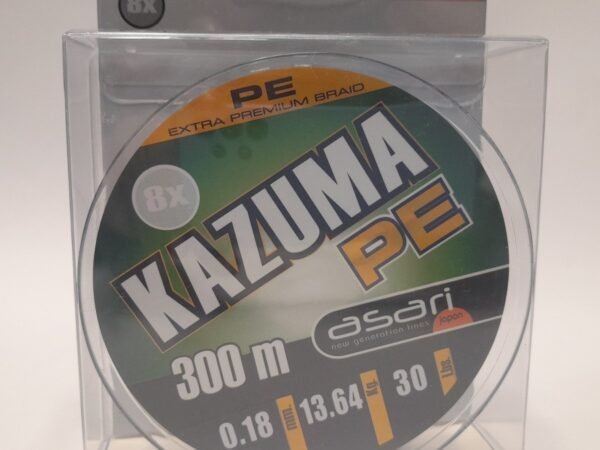 8X
PE
EXTRA PREMIUM BRAID
8X
KAZUMA
PE
asari
new generation lines
japan
300 m
0.18 mm. 13.64 Kg. 30 Lbs.